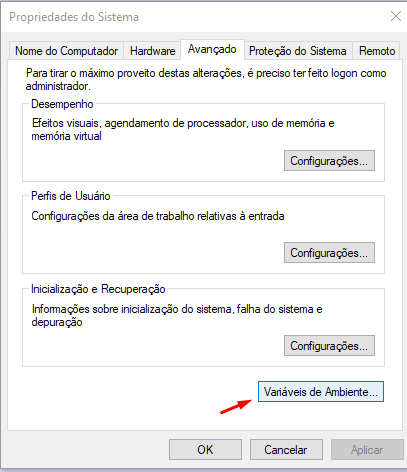 Propriedades do Sistema
Nome do Computador Hardware Avançado Proteção do Sistema Remoto
Para tirar o máximo proveito destas alterações, é preciso ter feito logon como
administrador.
Desempenho
Efeitos visuais, agendamento de processador, uso de memória e
memória virtual
Configurações...
Perfis de Usuário
Configurações da área de trabalho relativas à entrada
Configurações...
Inicialização e Recuperação
Informações sobre inicialização do sistema, falha do sistema e
depuração
Configurações...
Variáveis de Ambiente...
OK Cancelar Aplicar